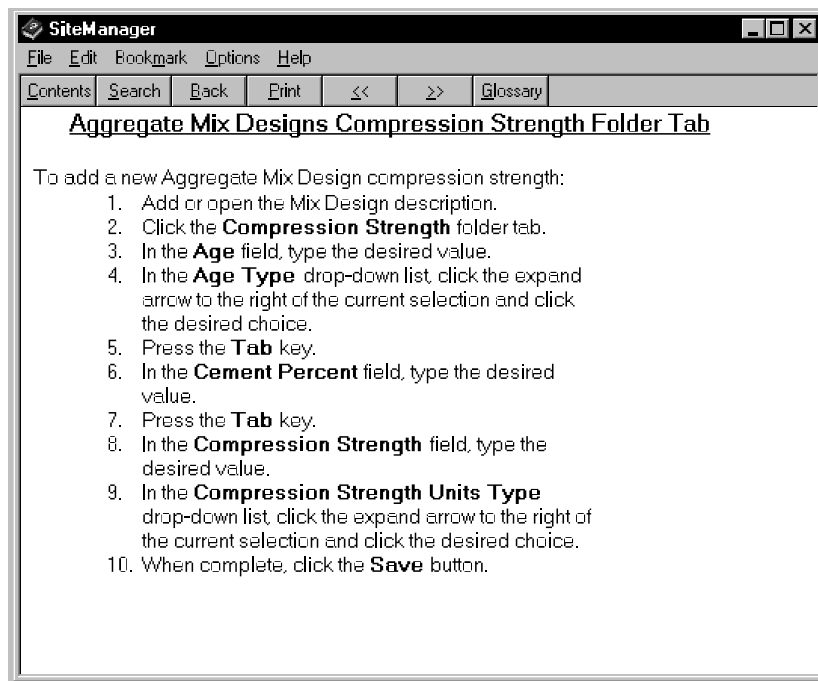 SiteManager
File Edit Bookmark Options Help
Contents Search Back Print << >> Glossary
Aggregate Mix Designs Compression Strength Folder Tab
To add a new Aggregate Mix Design compression strength:
1. Add or open the Mix Design description.
2. Click the Compression Strength folder tab.
3. In the Age field, type the desired value.
4. In the Age Type drop-down list, click the expand
arrow to the right of the current selection and click
the desired choice.
5. Press the Tab key.
6. In the Cement Percent field, type the desired
value.
7. Press the Tab key.
8. In the Compression Strength field, type the
desired value.
9. In the Compression Strength Units Type
drop-down list, click the expand arrow to the right of
the current selection and click the desired choice.
10. When complete, click the Save button.